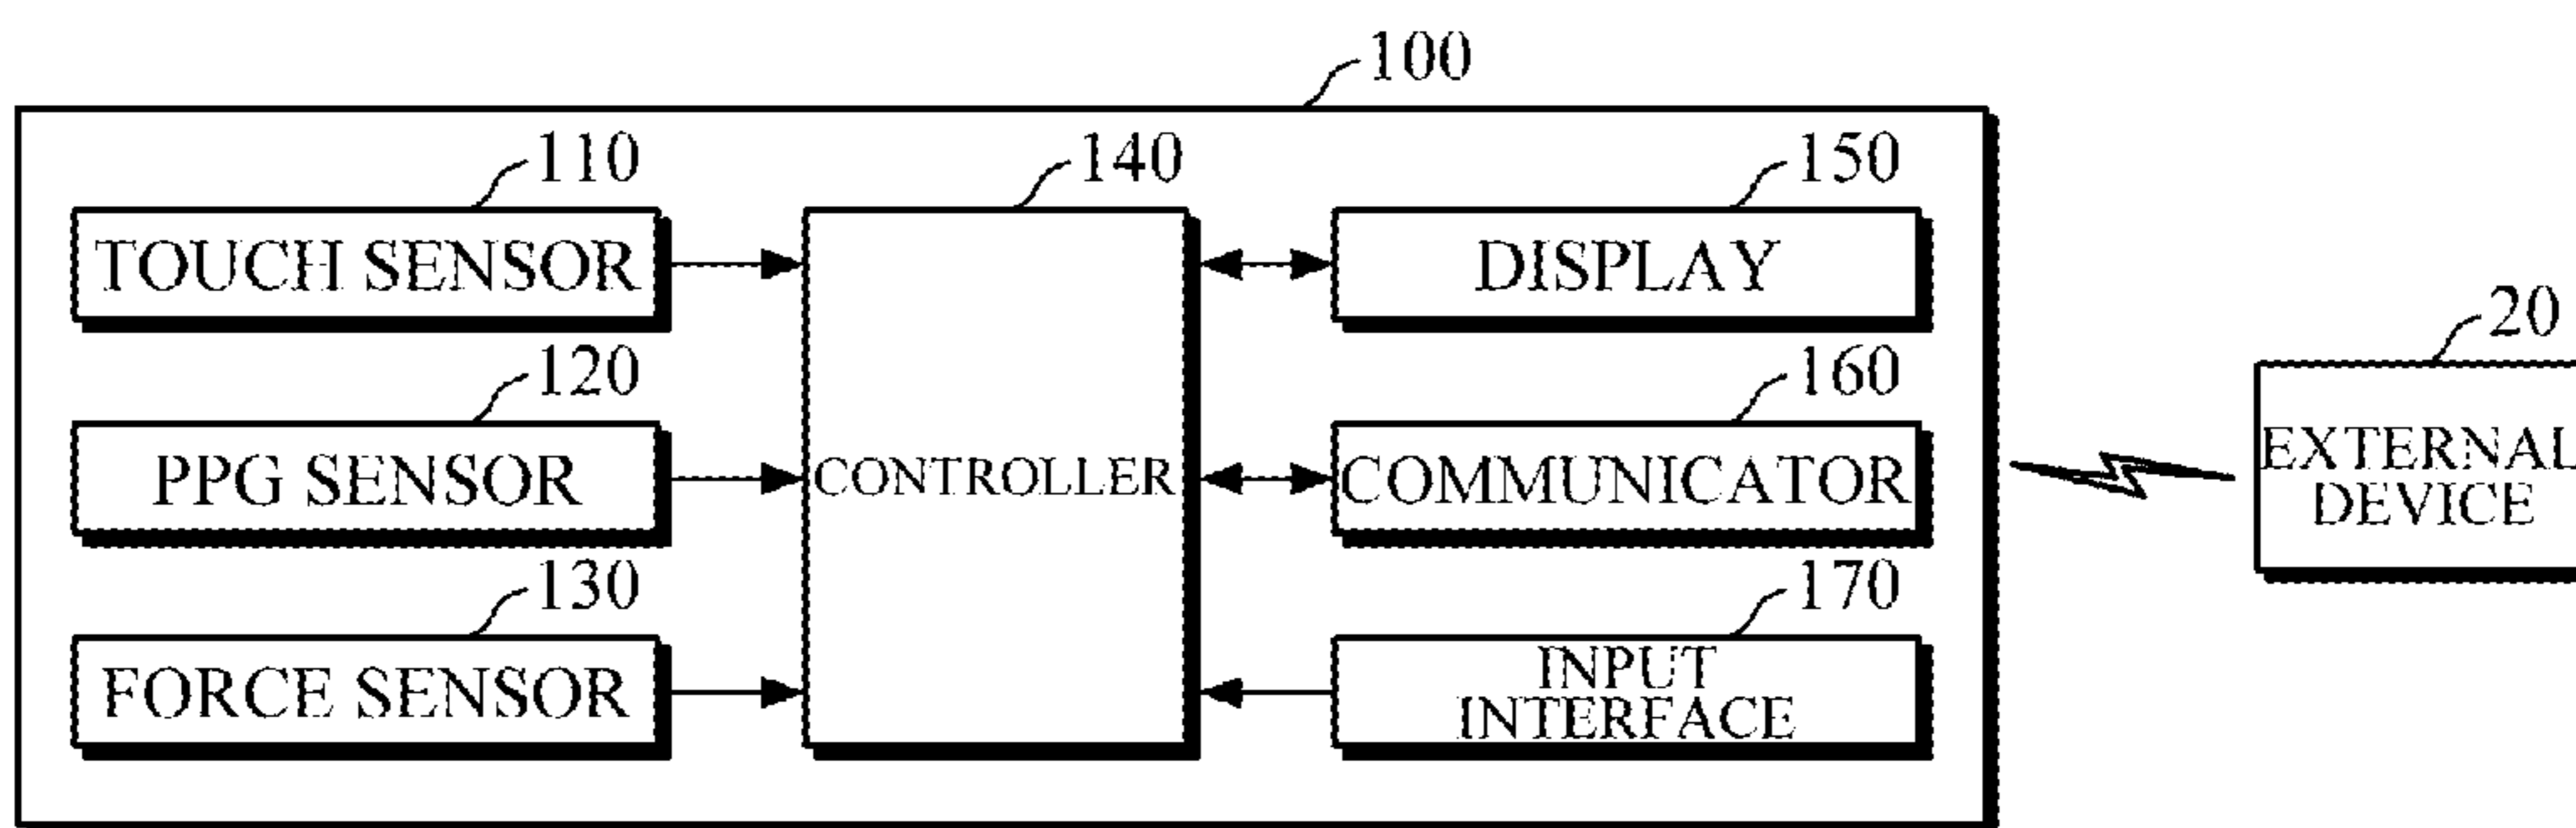 100
110
140
150
TOUCH SENSOR
DISPLAY
120
160
20
PPG SENSOR
CONTROLLER
COMMUNICATOR
EXTERNAL
DEVICE
130
170
FORCE SENSOR
INPUT
INTERFACE